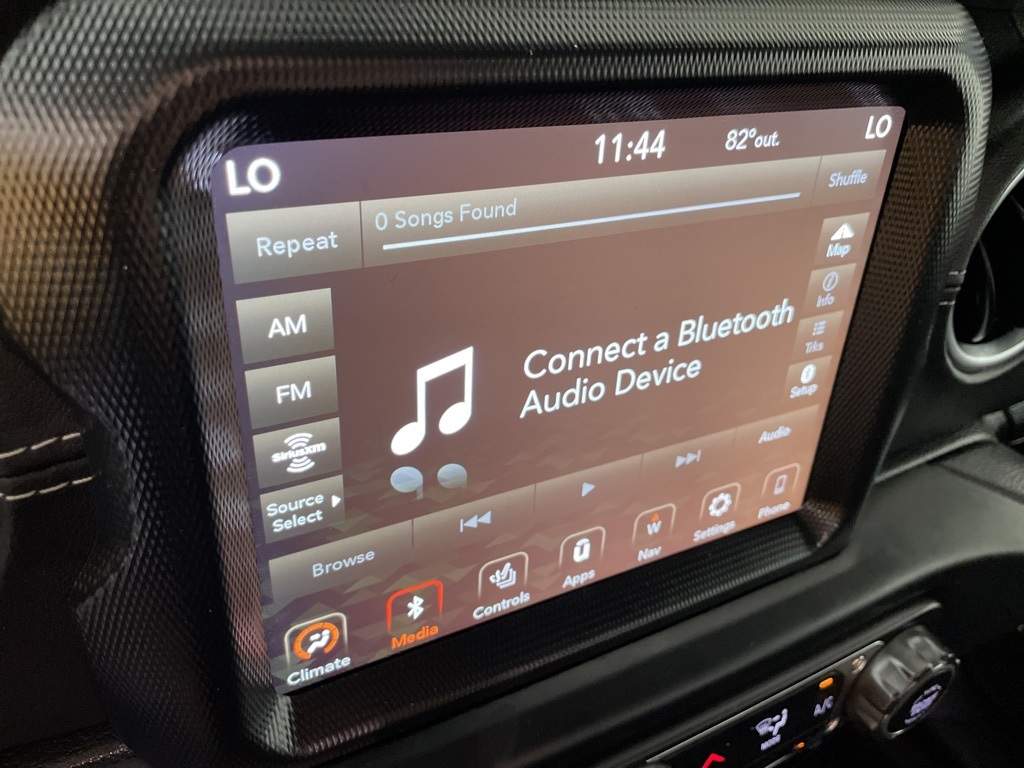 LO
11:44
82°out.
LO
Repeat
0 Songs Found
Shuffle
AM
FM
SiriusXM
Source
Select
Connect a Bluetooth
Audio Device
Map
Info
Trks
Setup
Browse
Audio
Climate
Media
Controls
Apps
W
Nav
Settings
Phone
A/C